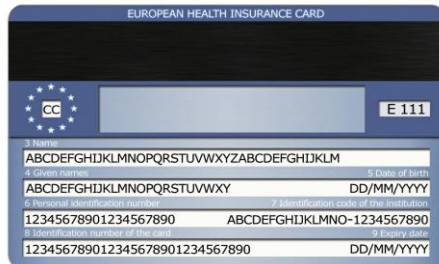 EUROPEAN HEALTH INSURANCE CARD
CC
E 111
3 Name
ABCDEFGHIJKLMNOPQRSTUVWXYZABCDEFGHIJKLM
4 Given names 5 Date of birth
ABCDEFGHIJKLMNOPQRSTUVWXY DD/MM/YYYY
6 Personal identification number 7 Identification code of the institution
12345678901234567890 ABCDEFGHIJKLMNO-1234567890
8 Identification number of the card 9 Expiry date
123456789012345678901234567890 DD/MM/YYYY